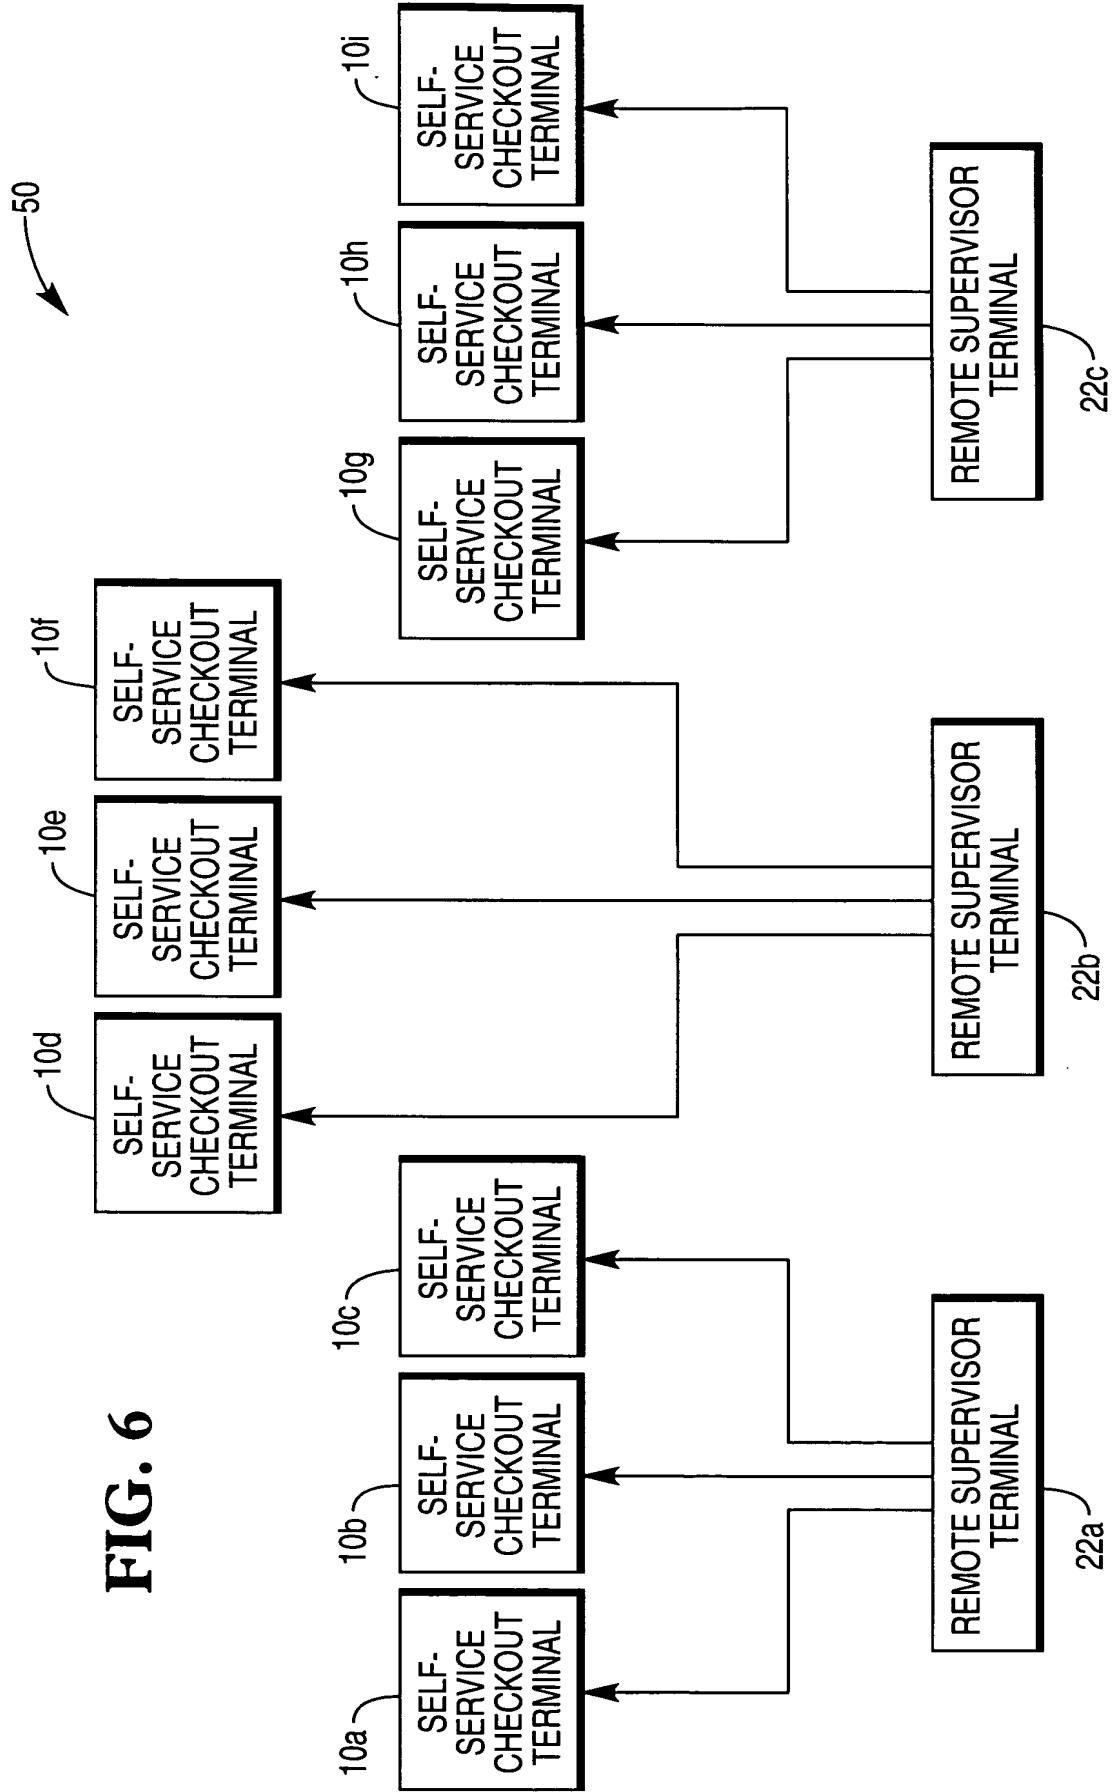 FIG. 6
50
10a
SELF-
SERVICE
CHECKOUT
TERMINAL
10b
SELF-
SERVICE
CHECKOUT
TERMINAL
10c
SELF-
SERVICE
CHECKOUT
TERMINAL
10d
SELF-
SERVICE
CHECKOUT
TERMINAL
10e
SELF-
SERVICE
CHECKOUT
TERMINAL
10f
SELF-
SERVICE
CHECKOUT
TERMINAL
10g
SELF-
SERVICE
CHECKOUT
TERMINAL
10h
SELF-
SERVICE
CHECKOUT
TERMINAL
10i
SELF-
SERVICE
CHECKOUT
TERMINAL
REMOTE SUPERVISOR
TERMINAL
22a
REMOTE SUPERVISOR
TERMINAL
22b
REMOTE SUPERVISOR
TERMINAL
22c